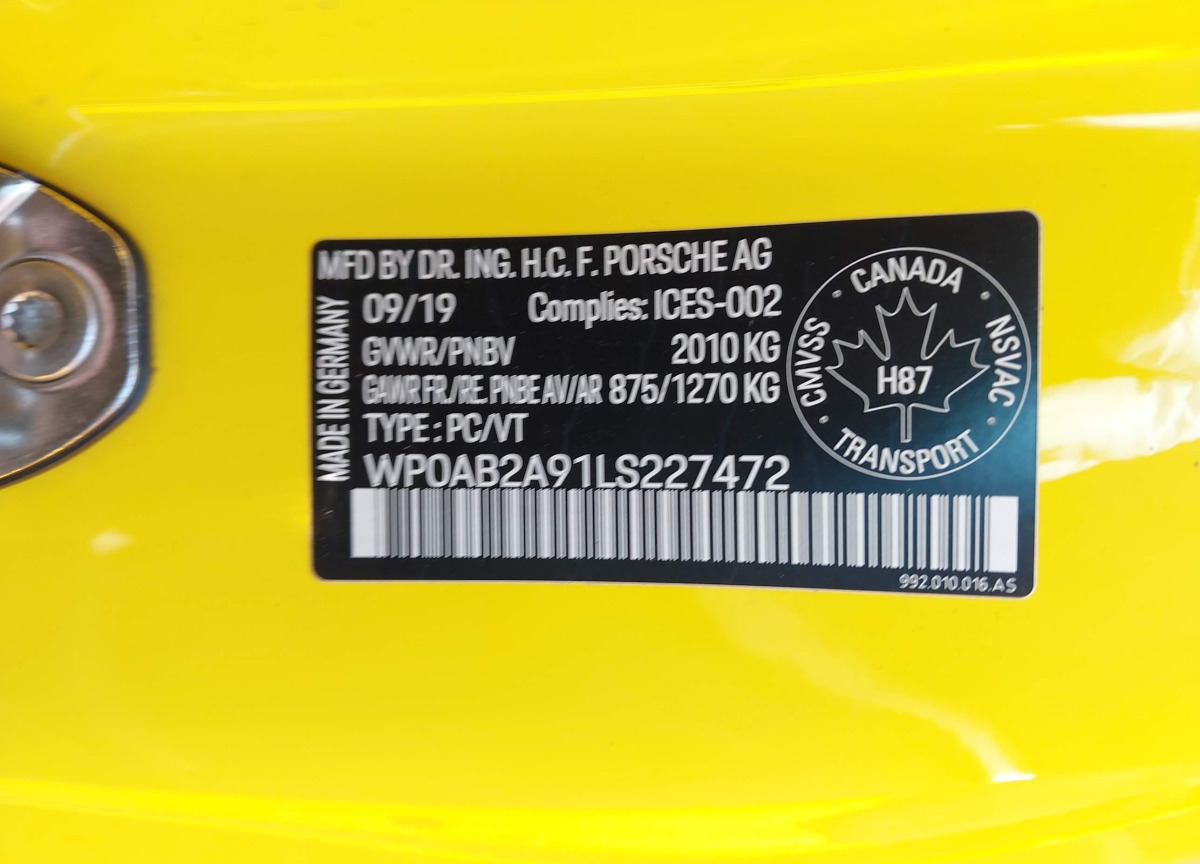 MFD BY DR. ING. H.C. F. PORSCHE AG
MADE IN GERMANY
09/19 Complies: ICES-002
GVWR/PNBV 2010 KG
GAWR FR./RE. PNBE AV/AR 875/1270 KG
TYPE: PC/VT
WP0AB2A91LS227472
CANADA
CMVSS
NSVAC
H87
TRANSPORT
992.010.016.AS